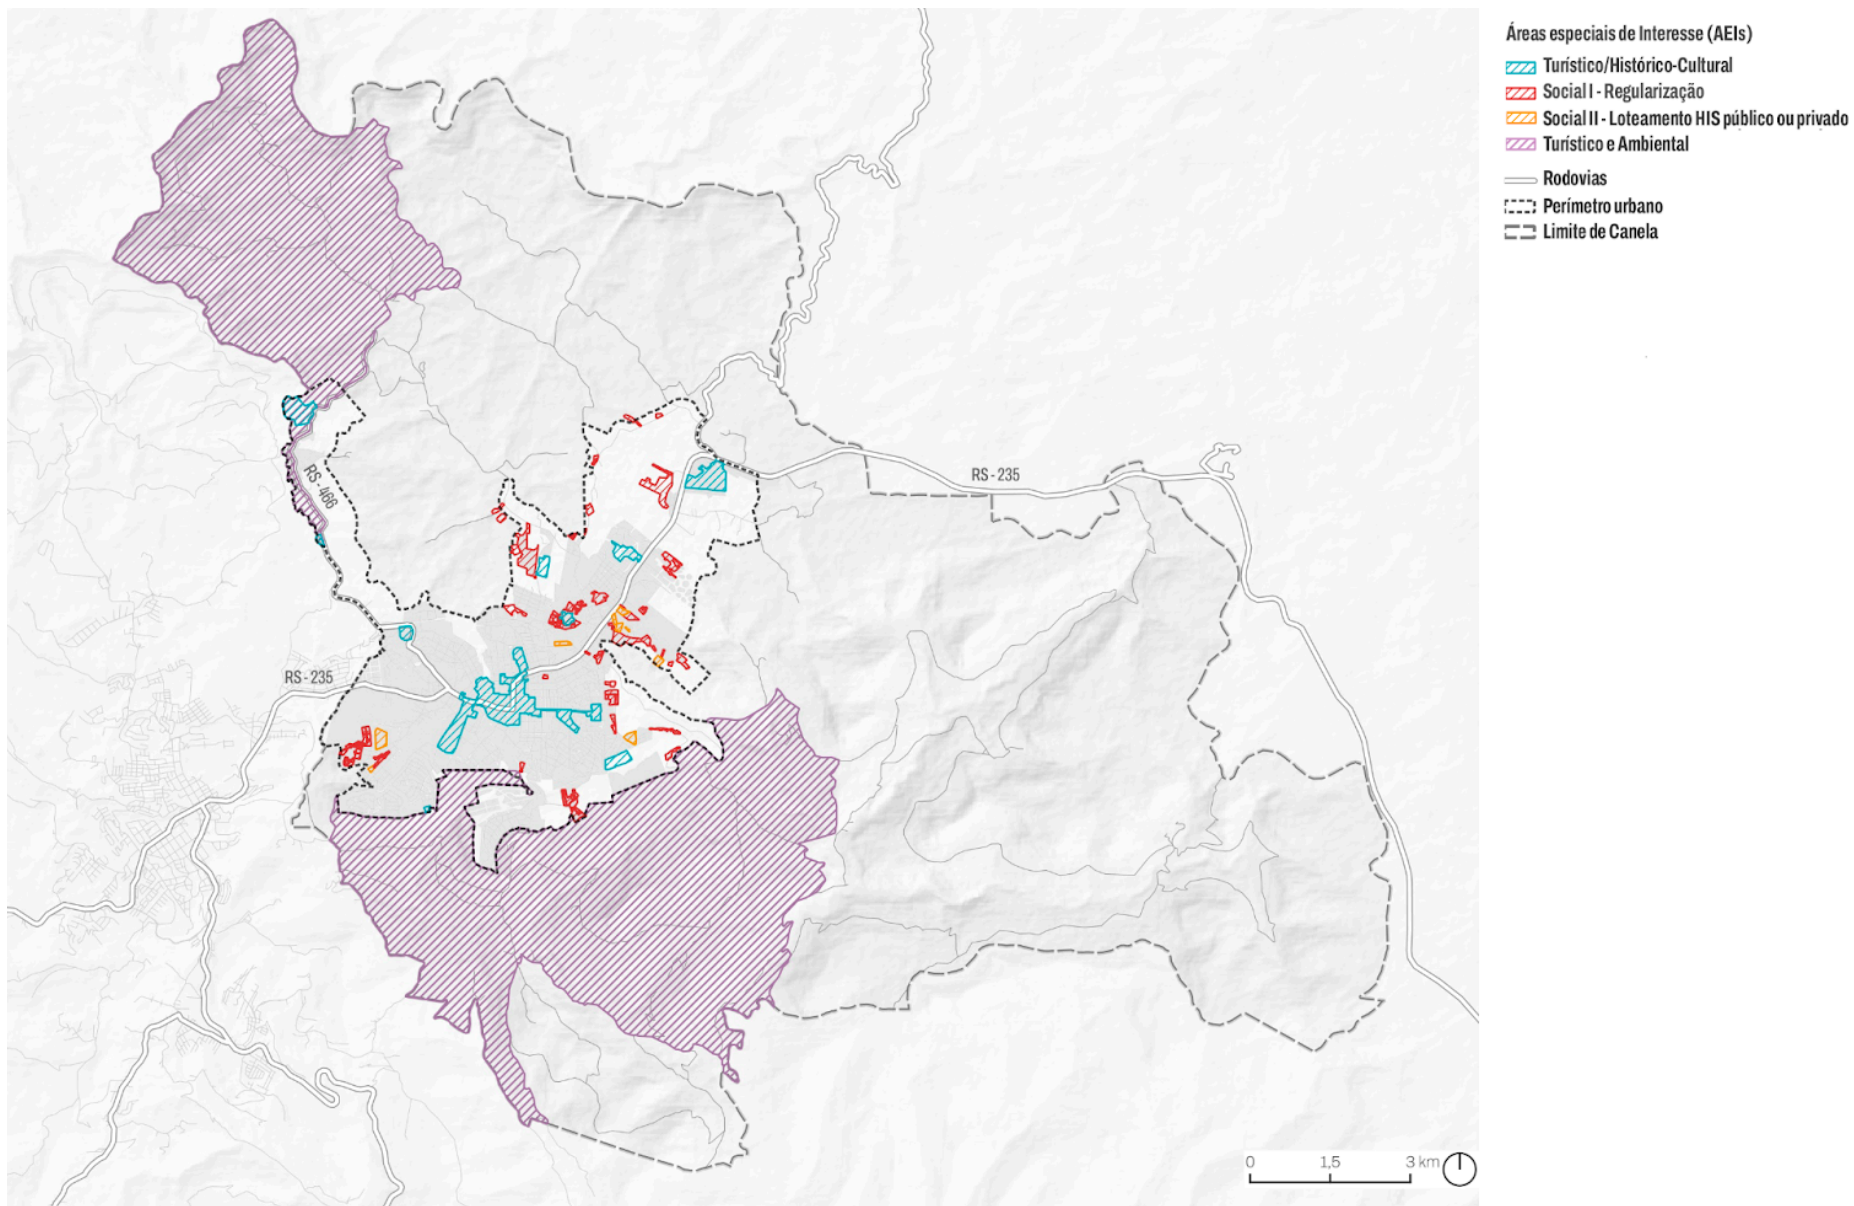 Áreas especiais de Interesse (AEIs)
Turístico/Histórico-Cultural
Social I - Regularização
Social II - Loteamento HIS público ou privado
Turístico e Ambiental
Rodovias
Perímetro urbano
Limite de Canela
RS - 466
RS - 235
RS - 235
0 1,5 3 km